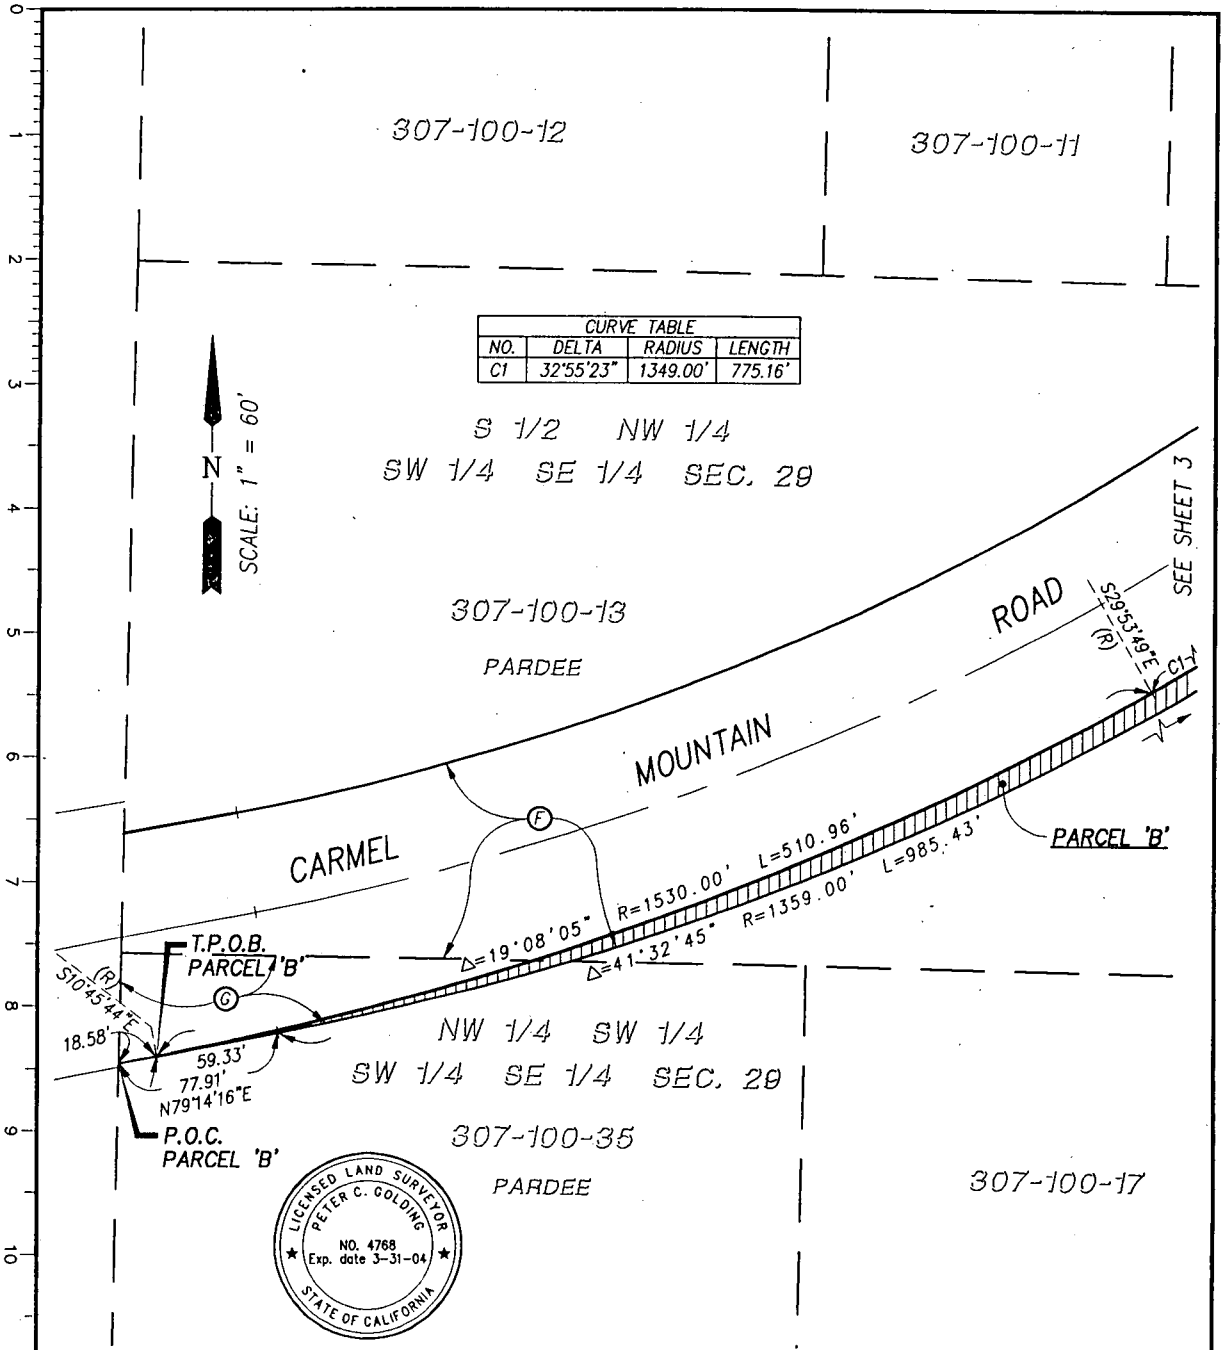 0
1
2
3
4
5
6
7
8
9
10
307-100-12
307-100-11
CURVE TABLE
NO. DELTA RADIUS LENGTH
C1 32°55'23" 1349.00' 775.16'
S 1/2 NW 1/4
SW 1/4 SE 1/4 SEC. 29
N
SCALE: 1" = 60'
SEE SHEET 3
307-100-13
PARDEE
CARMEL MOUNTAIN ROAD
S29°53'49"E
(R)
C1
F
PARCEL 'B'
Δ=19°08'05" R=1530.00' L=510.96'
Δ=41°32'45" R=1359.00' L=985.43'
T.P.O.B.
PARCEL 'B'
(R)
S10°45'44"E
G
18.58'
59.33'
77.91'
N79°14'16"E
P.O.C.
PARCEL 'B'
NW 1/4 SW 1/4
SW 1/4 SE 1/4 SEC. 29
307-100-35
PARDEE
307-100-17
LICENSED LAND SURVEYOR
PETER C. GOLDING
NO. 4768
Exp. date 3-31-04
STATE OF CALIFORNIA